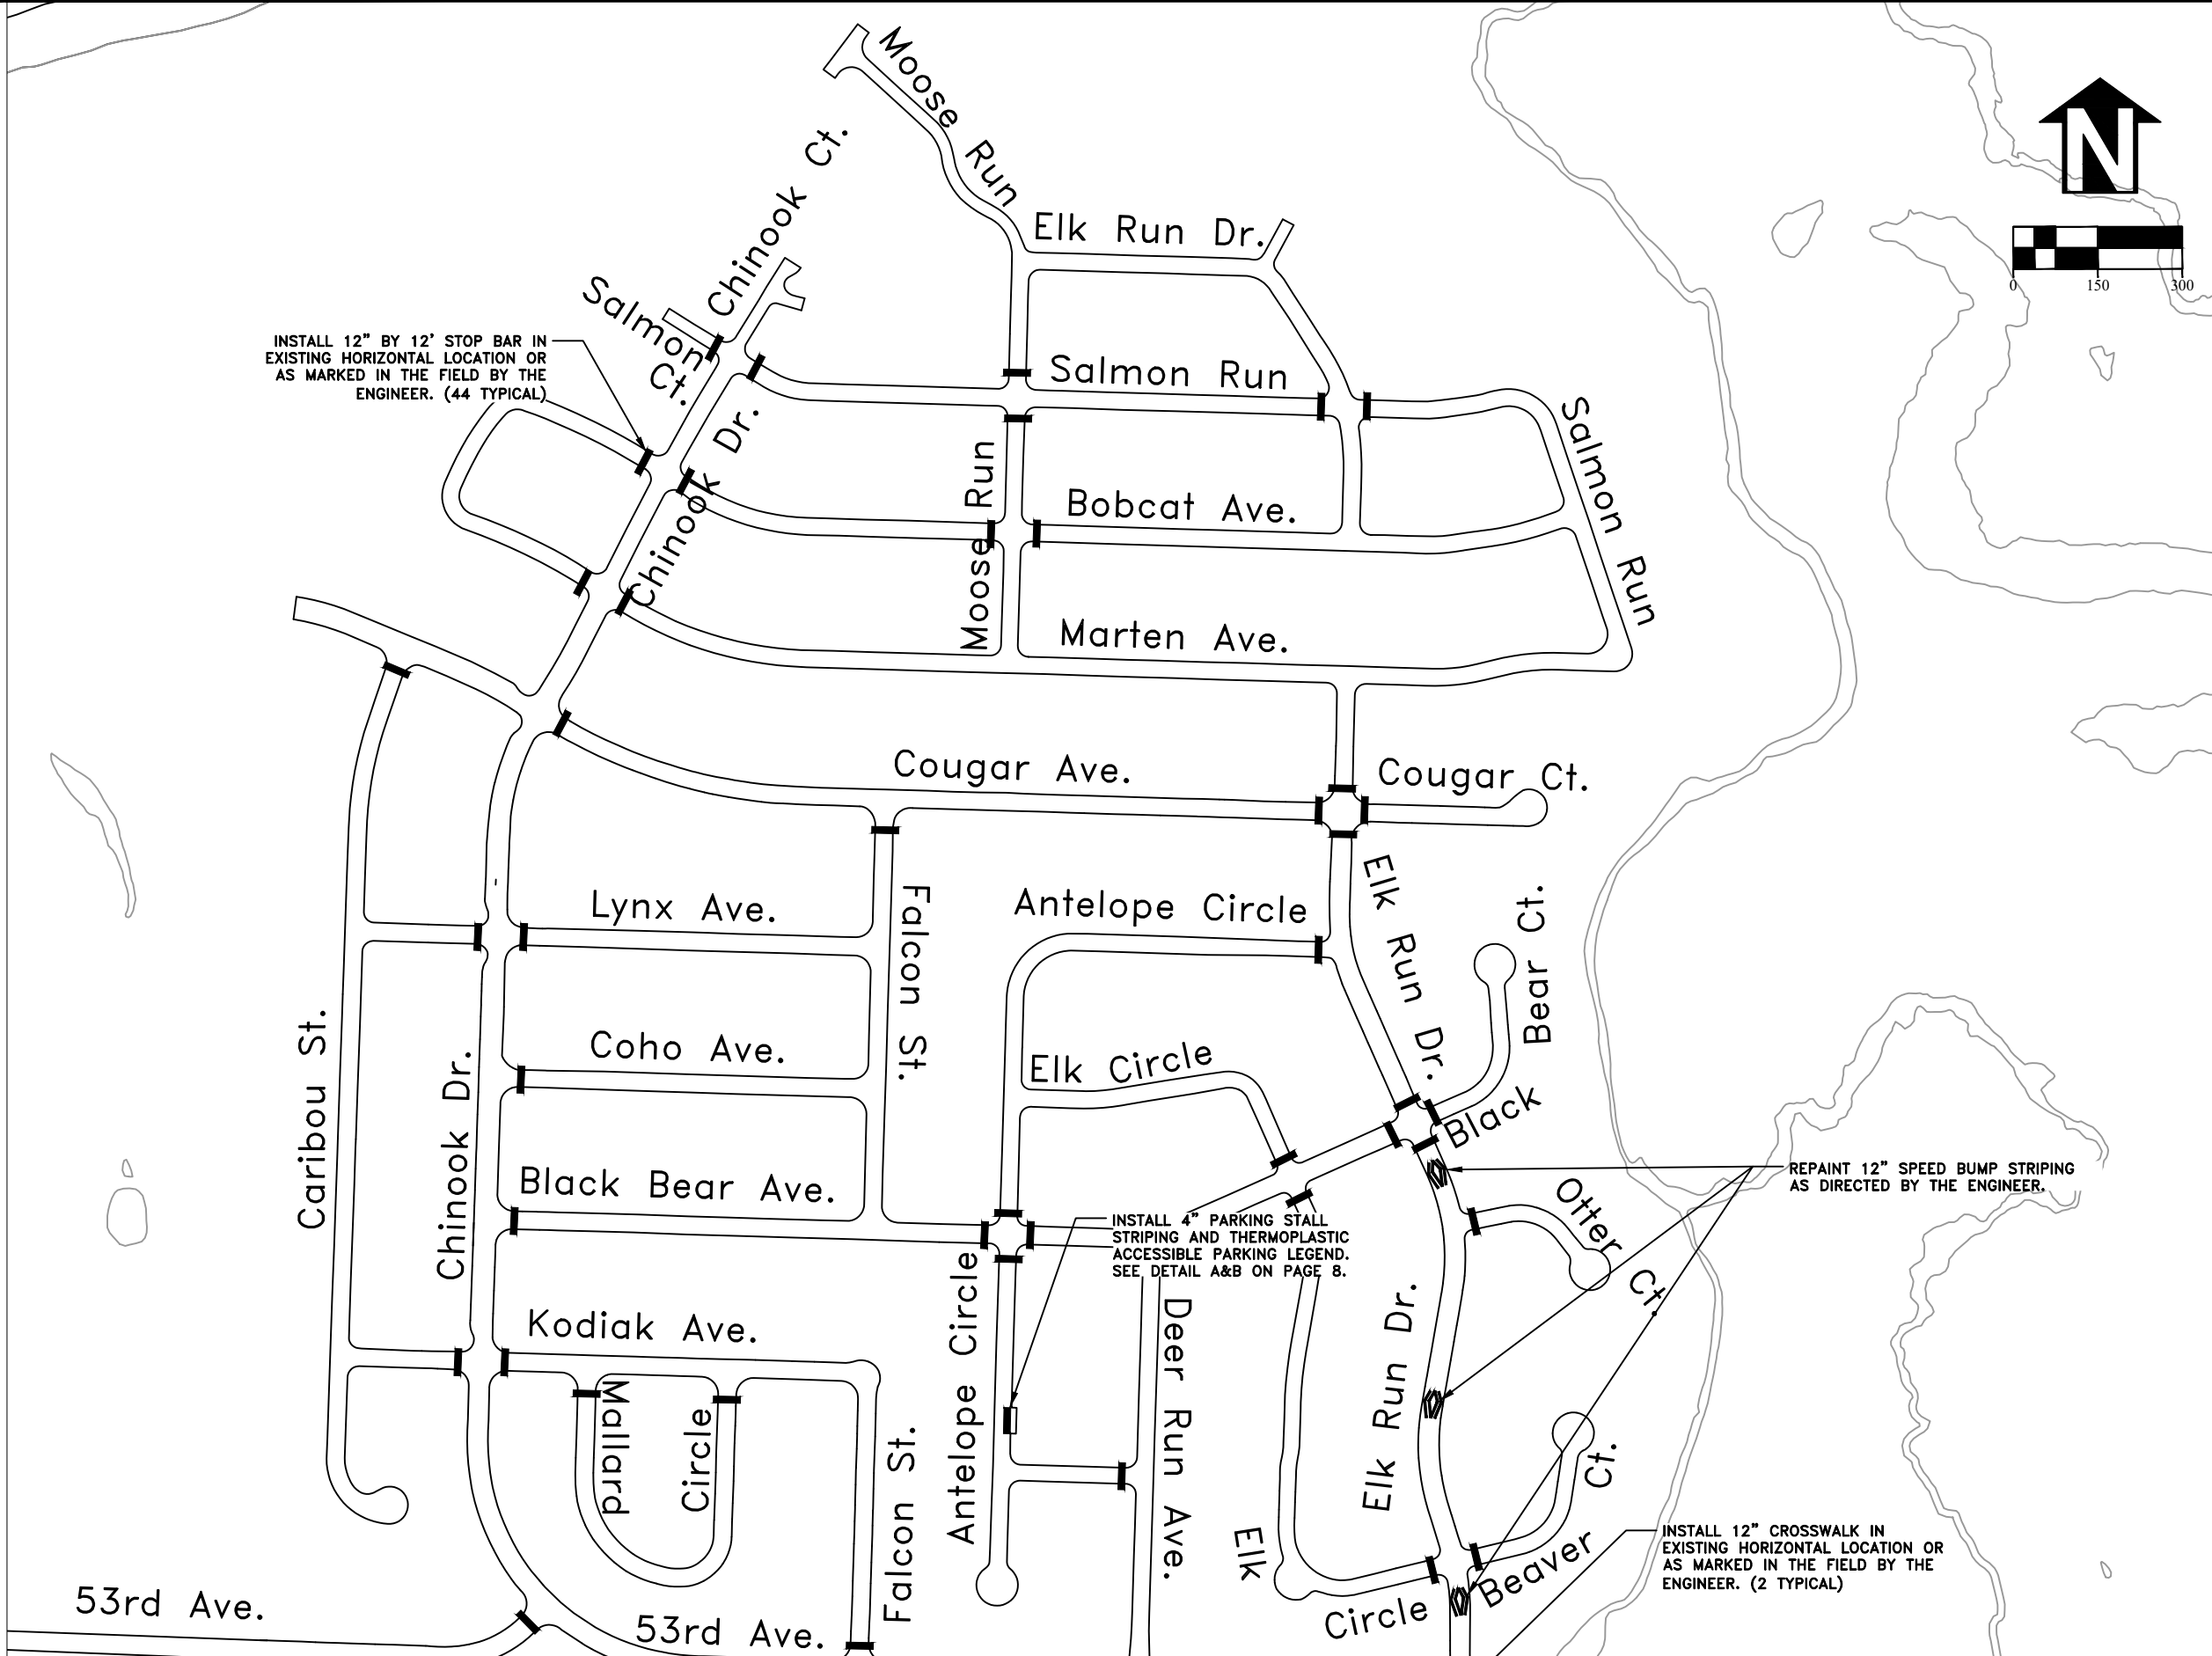 Moose Run
Chinook Ct.
N
Elk Run Dr.
0 150 300
Salmon
Ct.
INSTALL 12" BY 12' STOP BAR IN
EXISTING HORIZONTAL LOCATION OR
AS MARKED IN THE FIELD BY THE
ENGINEER. (44 TYPICAL)
Salmon Run
Chinook Dr.
Salmon Run
Moose Run
Bobcat Ave.
Marten Ave.
Cougar Ave.
Cougar Ct.
Lynx Ave.
Falcon St.
Antelope Circle
Elk Run Dr.
Bear Ct.
Black
Caribou St.
Chinook Dr.
Coho Ave.
Elk Circle
Black Bear Ave.
REPAINT 12" SPEED BUMP STRIPING
AS DIRECTED BY THE ENGINEER.
Otter Ct.
INSTALL 4" PARKING STALL
STRIPING AND THERMOPLASTIC
ACCESSIBLE PARKING LEGEND.
SEE DETAIL A&B ON PAGE 8.
Kodiak Ave.
Mallard
Circle
Falcon St.
Antelope Circle
Deer Run Ave.
Elk Run Dr.
Elk
Circle
Beaver
Ct.
INSTALL 12" CROSSWALK IN
EXISTING HORIZONTAL LOCATION OR
AS MARKED IN THE FIELD BY THE
ENGINEER. (2 TYPICAL)
53rd Ave.
53rd Ave.